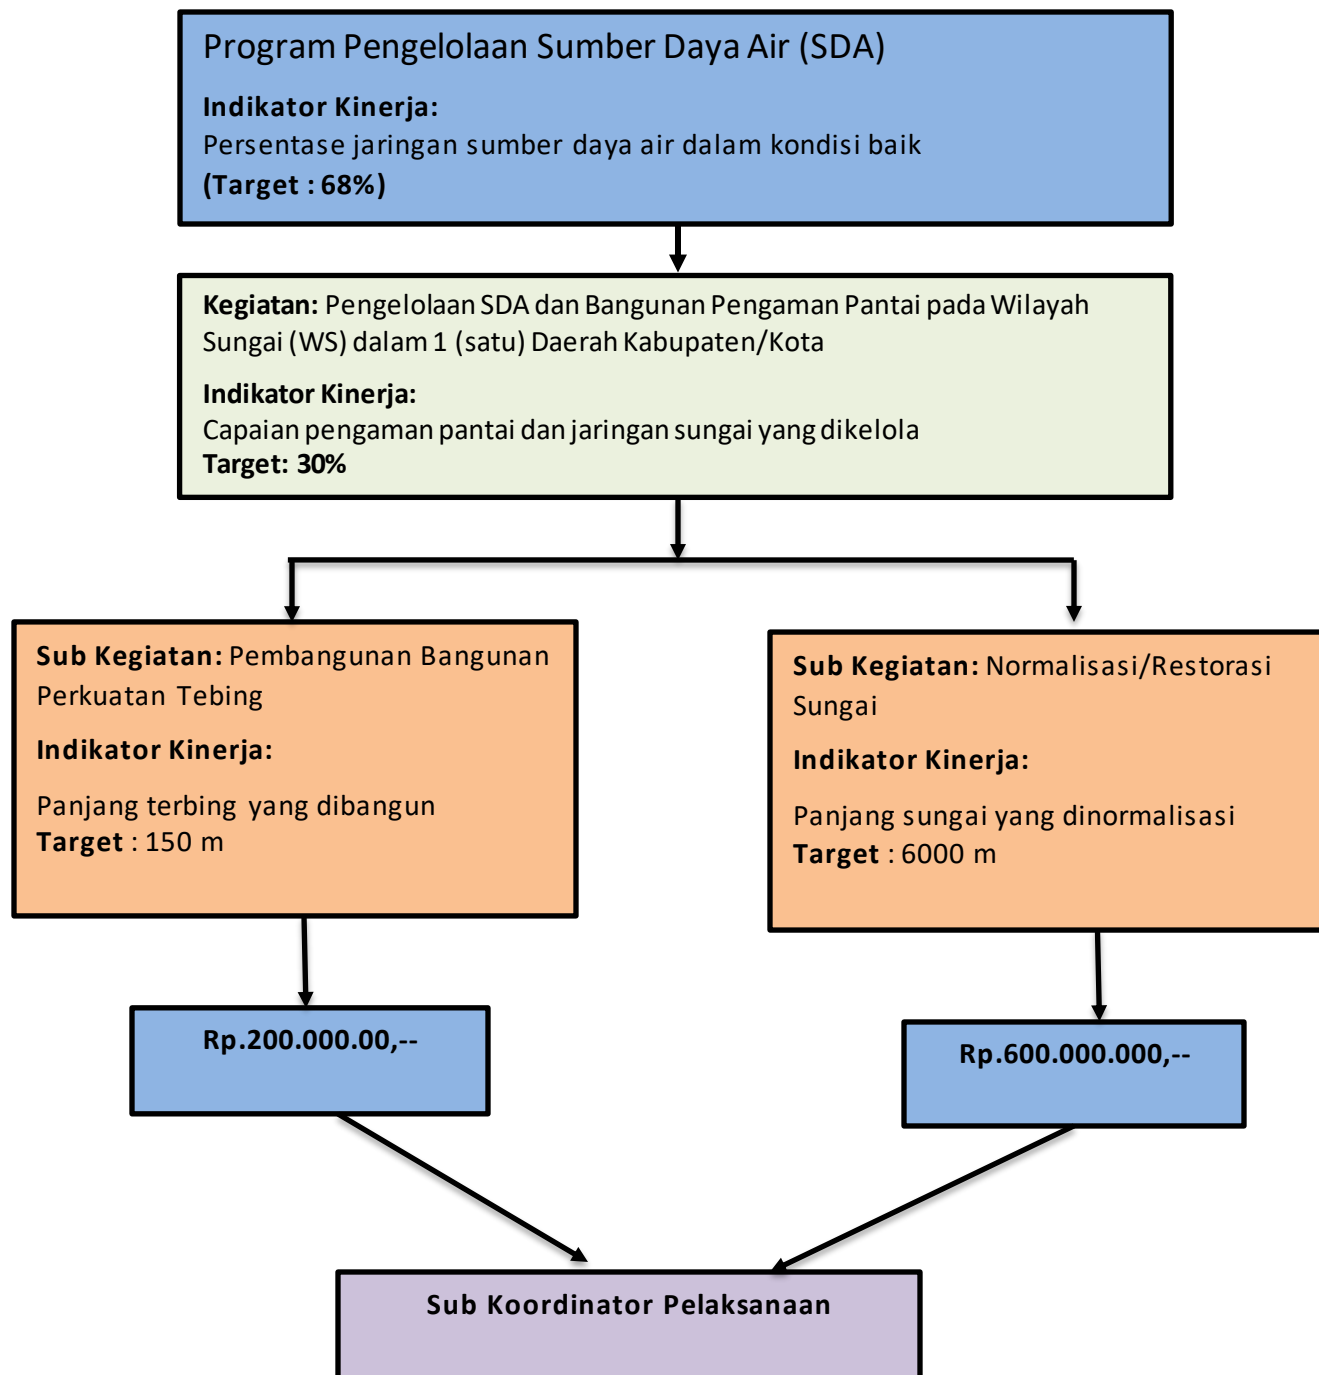 Program Pengelolaan Sumber Daya Air (SDA)
Indikator Kinerja:
Persentase jaringan sumber daya air dalam kondisi baik
(Target : 68%)
Kegiatan: Pengelolaan SDA dan Bangunan Pengaman Pantai pada Wilayah
Sungai (WS) dalam 1 (satu) Daerah Kabupaten/Kota
Indikator Kinerja:
Capaian pengaman pantai dan jaringan sungai yang dikelola
Target: 30%
Sub Kegiatan: Pembangunan Bangunan
Perkuatan Tebing
Indikator Kinerja:
Panjang terbing yang dibangun
Target : 150 m
Sub Kegiatan: Normalisasi/Restorasi
Sungai
Indikator Kinerja:
Panjang sungai yang dinormalisasi
Target : 6000 m
Rp.200.000.00,--
Rp.600.000.000,--
Sub Koordinator Pelaksanaan